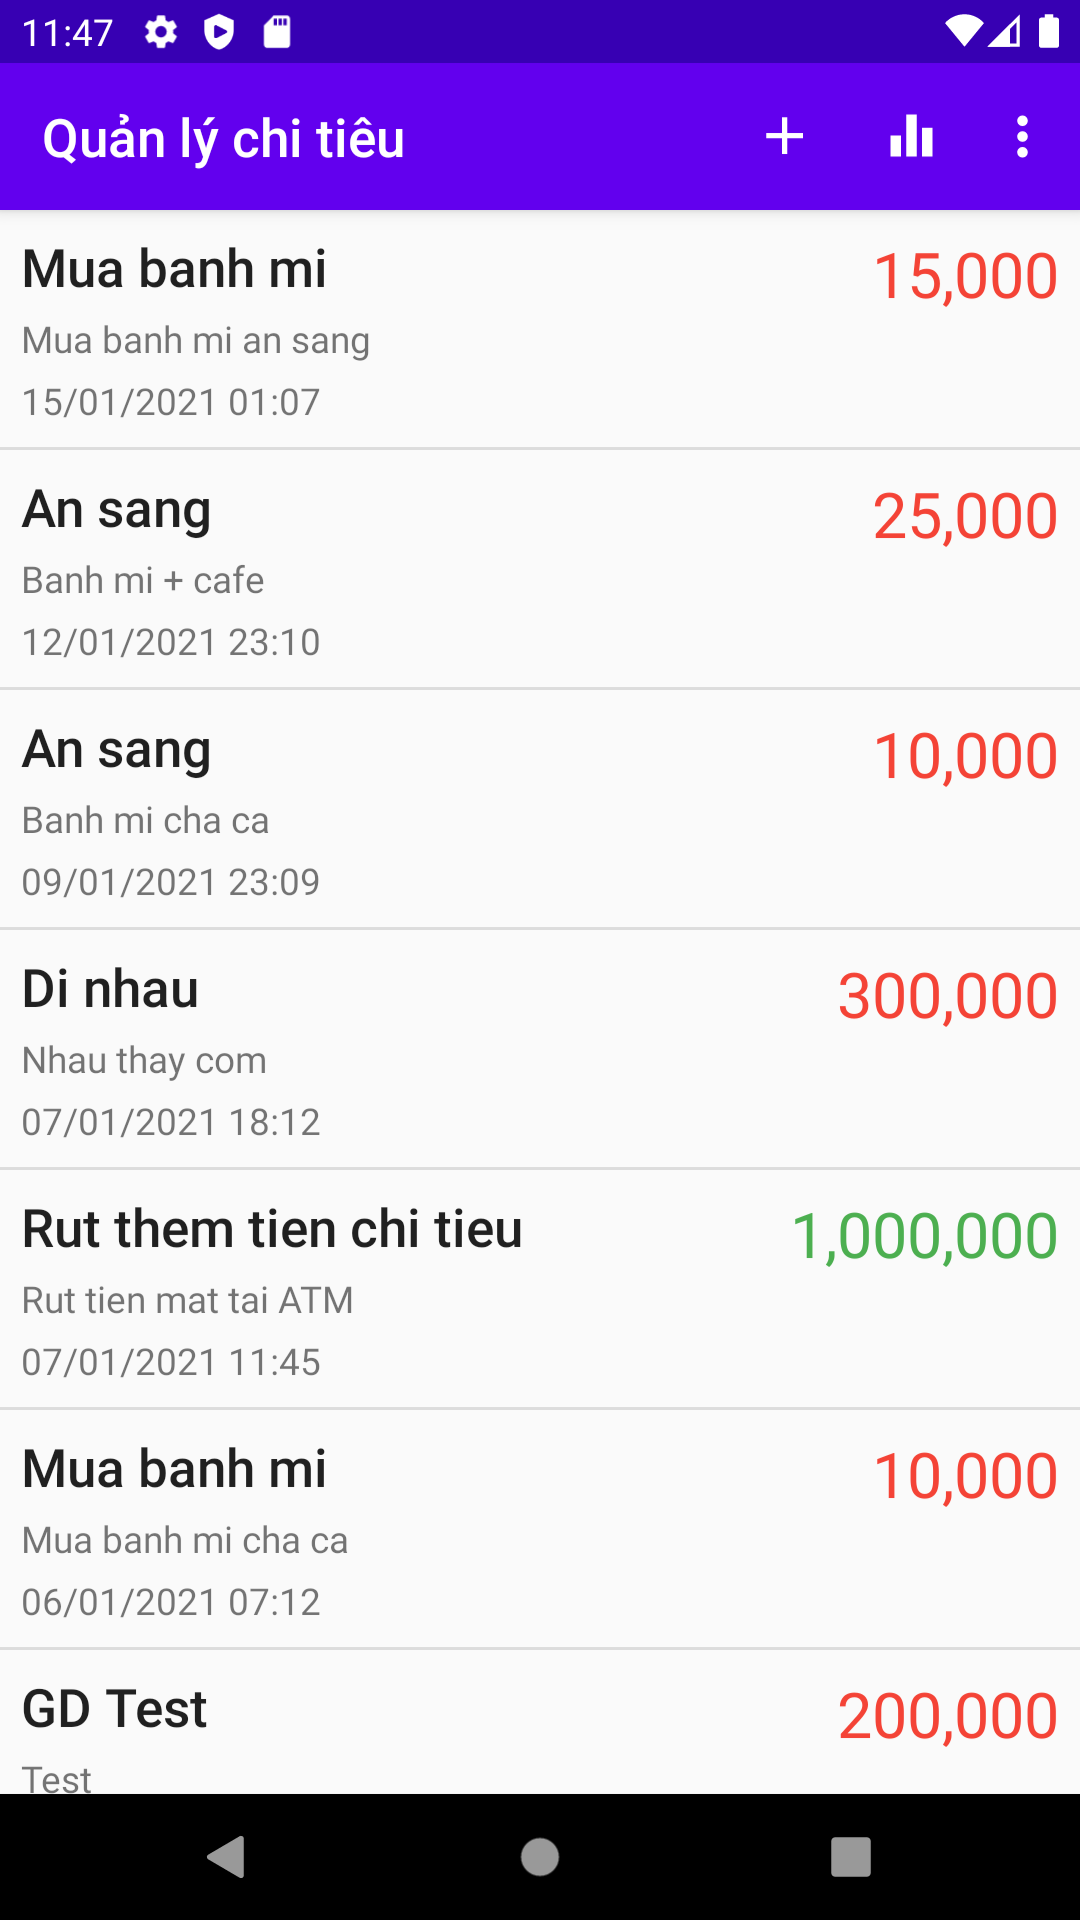 11:47
Quản lý chi tiêu
Mua banh mi
15,000
Mua banh mi an sang
15/01/2021 01:07
An sang
25,000
Banh mi + cafe
12/01/2021 23:10
An sang
10,000
Banh mi cha ca
09/01/2021 23:09
Di nhau
300,000
Nhau thay com
07/01/2021 18:12
Rut them tien chi tieu
1,000,000
Rut tien mat tai ATM
07/01/2021 11:45
Mua banh mi
10,000
Mua banh mi cha ca
06/01/2021 07:12
GD Test
200,000
Test